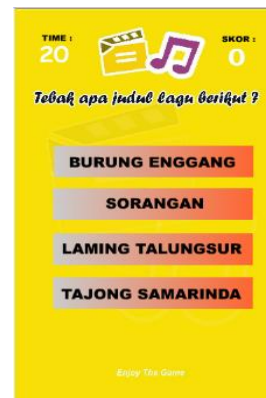 TIME :
20
SKOR :
0
Tebak apa judul lagu berikut ?
BURUNG ENGGANG
SORANGAN
LAMING TALUNGSUR
TAJONG SAMARINDA
Enjoy The Game